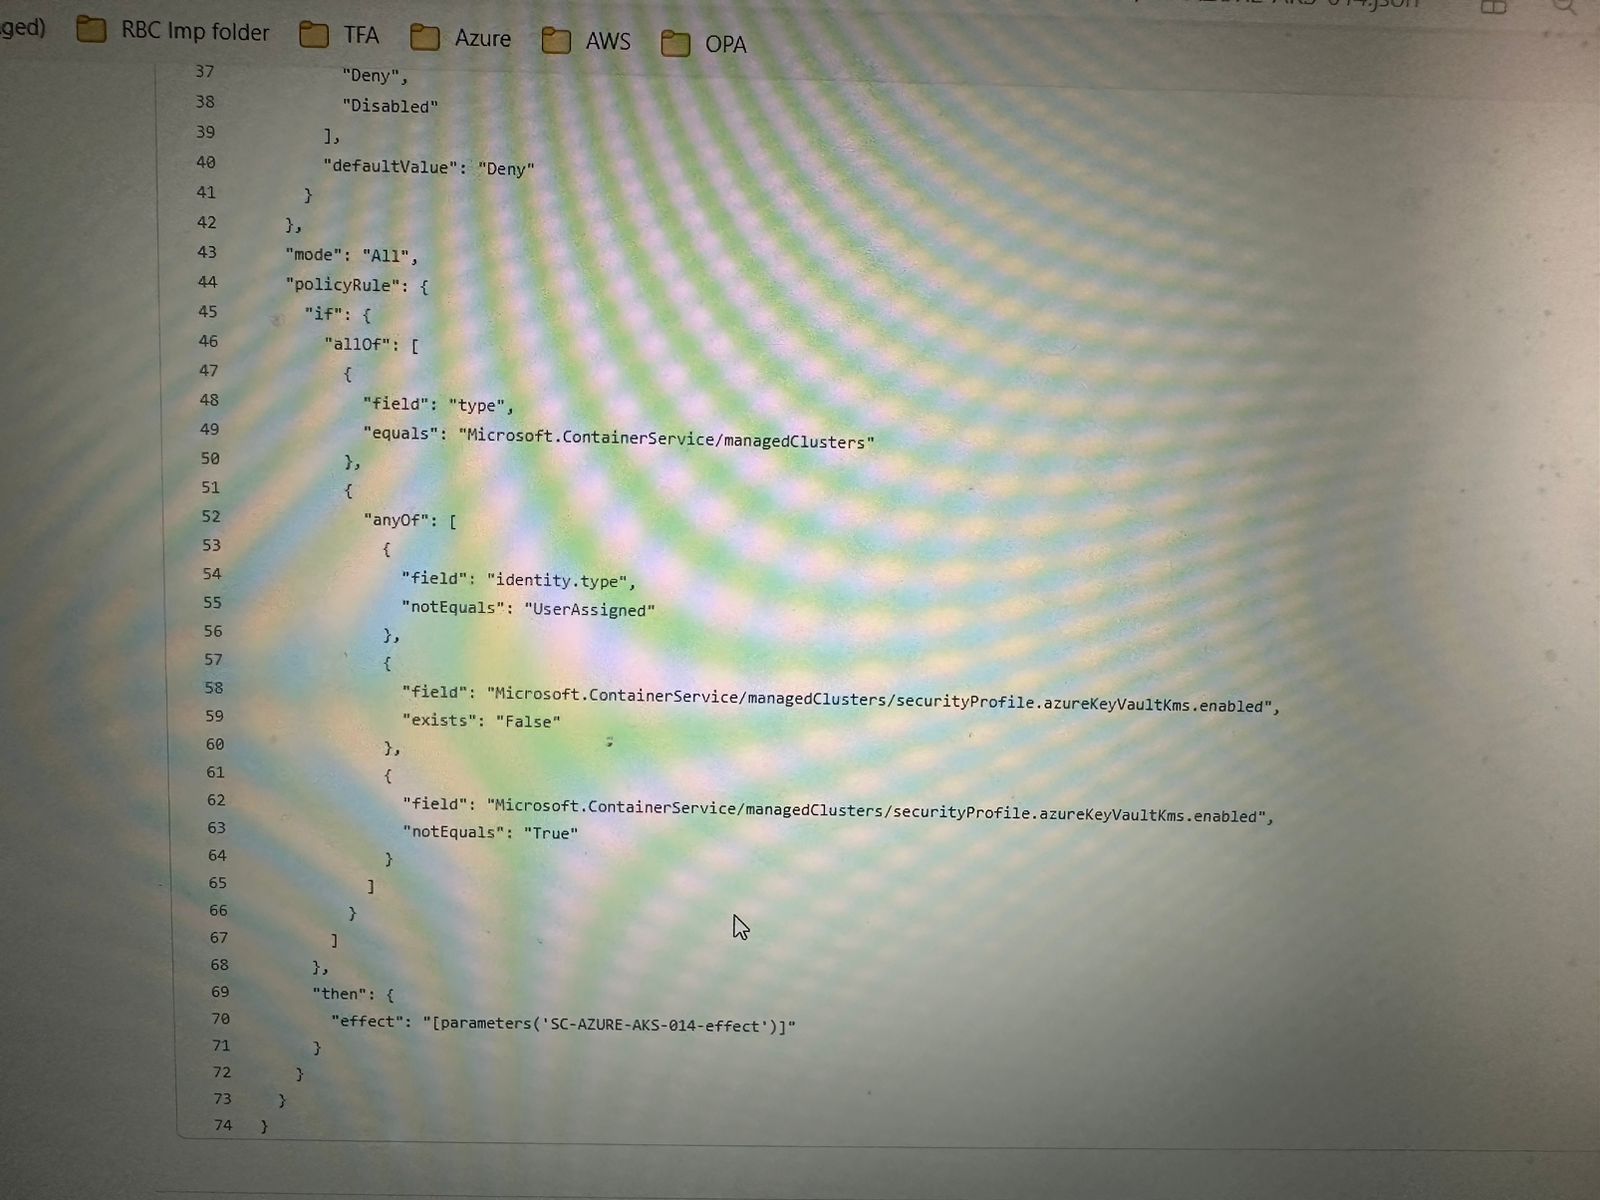 ged) RBC Imp folder TFA Azure AWS OPA
37 "Deny",
38 "Disabled"
39 ],
40 "defaultValue": "Deny"
41 }
42 },
43 "mode": "All",
44 "policyRule": {
45 "if": {
46 "allOf": [
47 {
48 "field": "type",
49 "equals": "Microsoft.ContainerService/managedClusters"
50 },
51 {
52 "anyOf": [
53 {
54 "field": "identity.type",
55 "notEquals": "UserAssigned"
56 },
57 {
58 "field": "Microsoft.ContainerService/managedClusters/securityProfile.azureKeyVaultKms.enabled",
59 "exists": "False"
60 },
61 {
62 "field": "Microsoft.ContainerService/managedClusters/securityProfile.azureKeyVaultKms.enabled",
63 "notEquals": "True"
64 }
65 ]
66 }
67 ]
68 },
69 "then": {
70 "effect": "[parameters('SC-AZURE-AKS-014-effect')]"
71 }
72 }
73 }
74 }